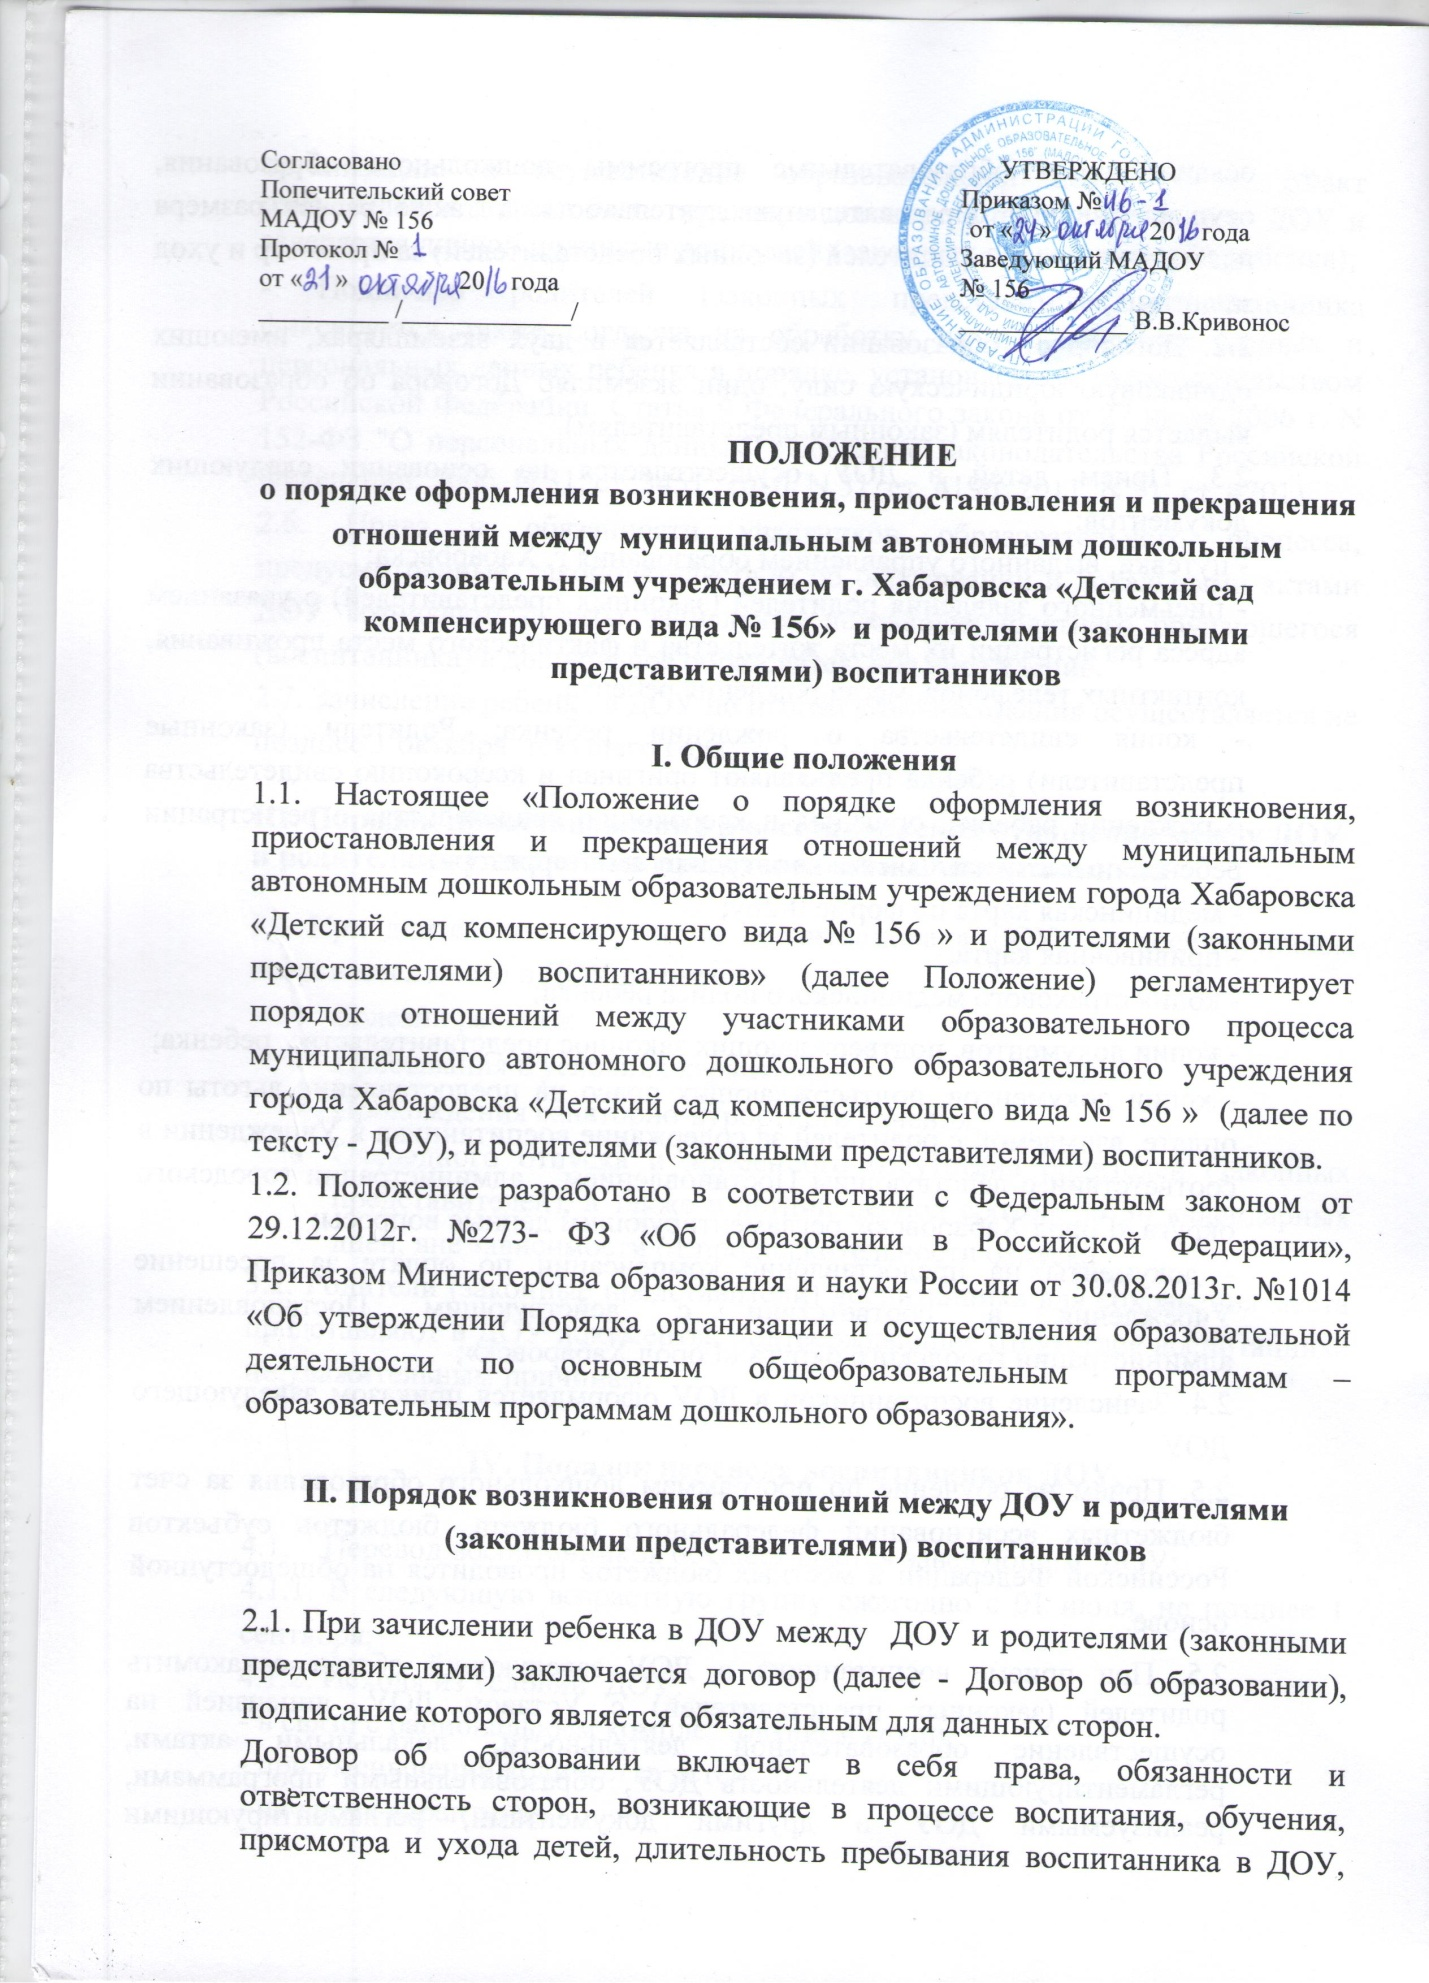 Согласовано
Попечительский совет
МАДОУ № 156
Протокол № 1
от «21» октября 2016 года
___________/______________/
УТВЕРЖДЕНО
Приказом №
от «24» октября 2016 года
Заведующий МАДОУ
№ 156
______________ В.В.Кривонос
ПОЛОЖЕНИЕ
о порядке оформления возникновения, приостановления и прекращения
отношений между муниципальным автономным дошкольным
образовательным учреждением г. Хабаровска «Детский сад
компенсирующего вида № 156» и родителями (законными
представителями) воспитанников
I. Общие положения
1.1. Настоящее «Положение о порядке оформления возникновения,
приостановления и прекращения отношений между муниципальным
автономным дошкольным образовательным учреждением города Хабаровска
«Детский сад компенсирующего вида № 156 » и родителями (законными
представителями) воспитанников» (далее Положение) регламентирует
порядок отношений между участниками образовательного процесса
муниципального автономного дошкольного образовательного учреждения
города Хабаровска «Детский сад компенсирующего вида № 156 » (далее по
тексту - ДОУ), и родителями (законными представителями) воспитанников.
1.2. Положение разработано в соответствии с Федеральным законом от
29.12.2012г. №273- ФЗ «Об образовании в Российской Федерации»,
Приказом Министерства образования и науки России от 30.08.2013г. №1014
«Об утверждении Порядка организации и осуществления образовательной
деятельности по основным общеобразовательным программам –
образовательным программам дошкольного образования».
II. Порядок возникновения отношений между ДОУ и родителями
(законными представителями) воспитанников
2.1. При зачислении ребенка в ДОУ между ДОУ и родителями (законными
представителями) заключается договор (далее - Договор об образовании),
подписание которого является обязательным для данных сторон.
Договор об образовании включает в себя права, обязанности и
ответственность сторон, возникающие в процессе воспитания, обучения,
присмотра и ухода детей, длительность пребывания воспитанника в ДОУ,